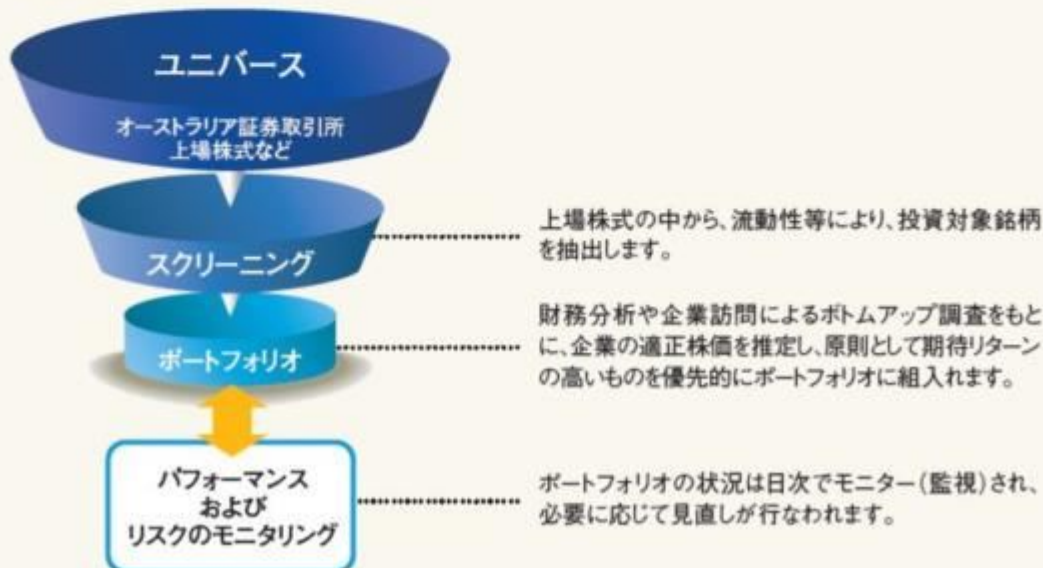 ユニバース
オーストラリア証券取引所
上場株式など
スクリーニング
上場株式の中から、流動性等により、投資対象銘柄
を抽出します。
ポートフォリオ
財務分析や企業訪問によるボトムアップ調査をもと
に、企業の適正株価を推定し、原則として期待リターン
の高いものを優先的にポートフォリオに組入れます。
パフォーマンス
および
リスクのモニタリング
ポートフォリオの状況は日次でモニター(監視)され、
必要に応じて見直しが行なわれます。